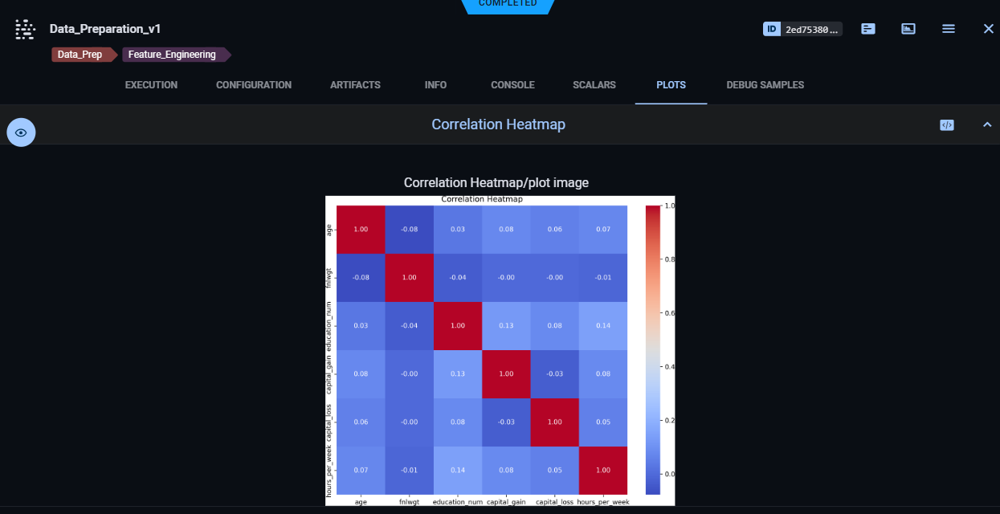 COMPLETED
Data_Preparation_v1
ID 2ed75380 ...
Data_Prep Feature_Engineering
EXECUTION CONFIGURATION ARTIFACTS INFO CONSOLE SCALARS PLOTS DEBUG SAMPLES
Correlation Heatmap
Correlation Heatmap/plot image
Correlation Heatmap
age 1.00 -0.08 0.03 0.08 0.06 0.07
fnlwgt -0.08 1.00 -0.04 -0.00 -0.00 -0.01
education_num 0.03 -0.04 1.00 0.13 0.08 0.14
capital_gain 0.08 -0.00 0.13 1.00 -0.03 0.08
capital_loss 0.06 -0.00 0.08 -0.03 1.00 0.05
hours_per_week 0.07 -0.01 0.14 0.08 0.05 1.00
age fnlwgt education_num capital_gain capital_loss hours_per_week
1.0
0.8
0.6
0.4
0.2
0.0